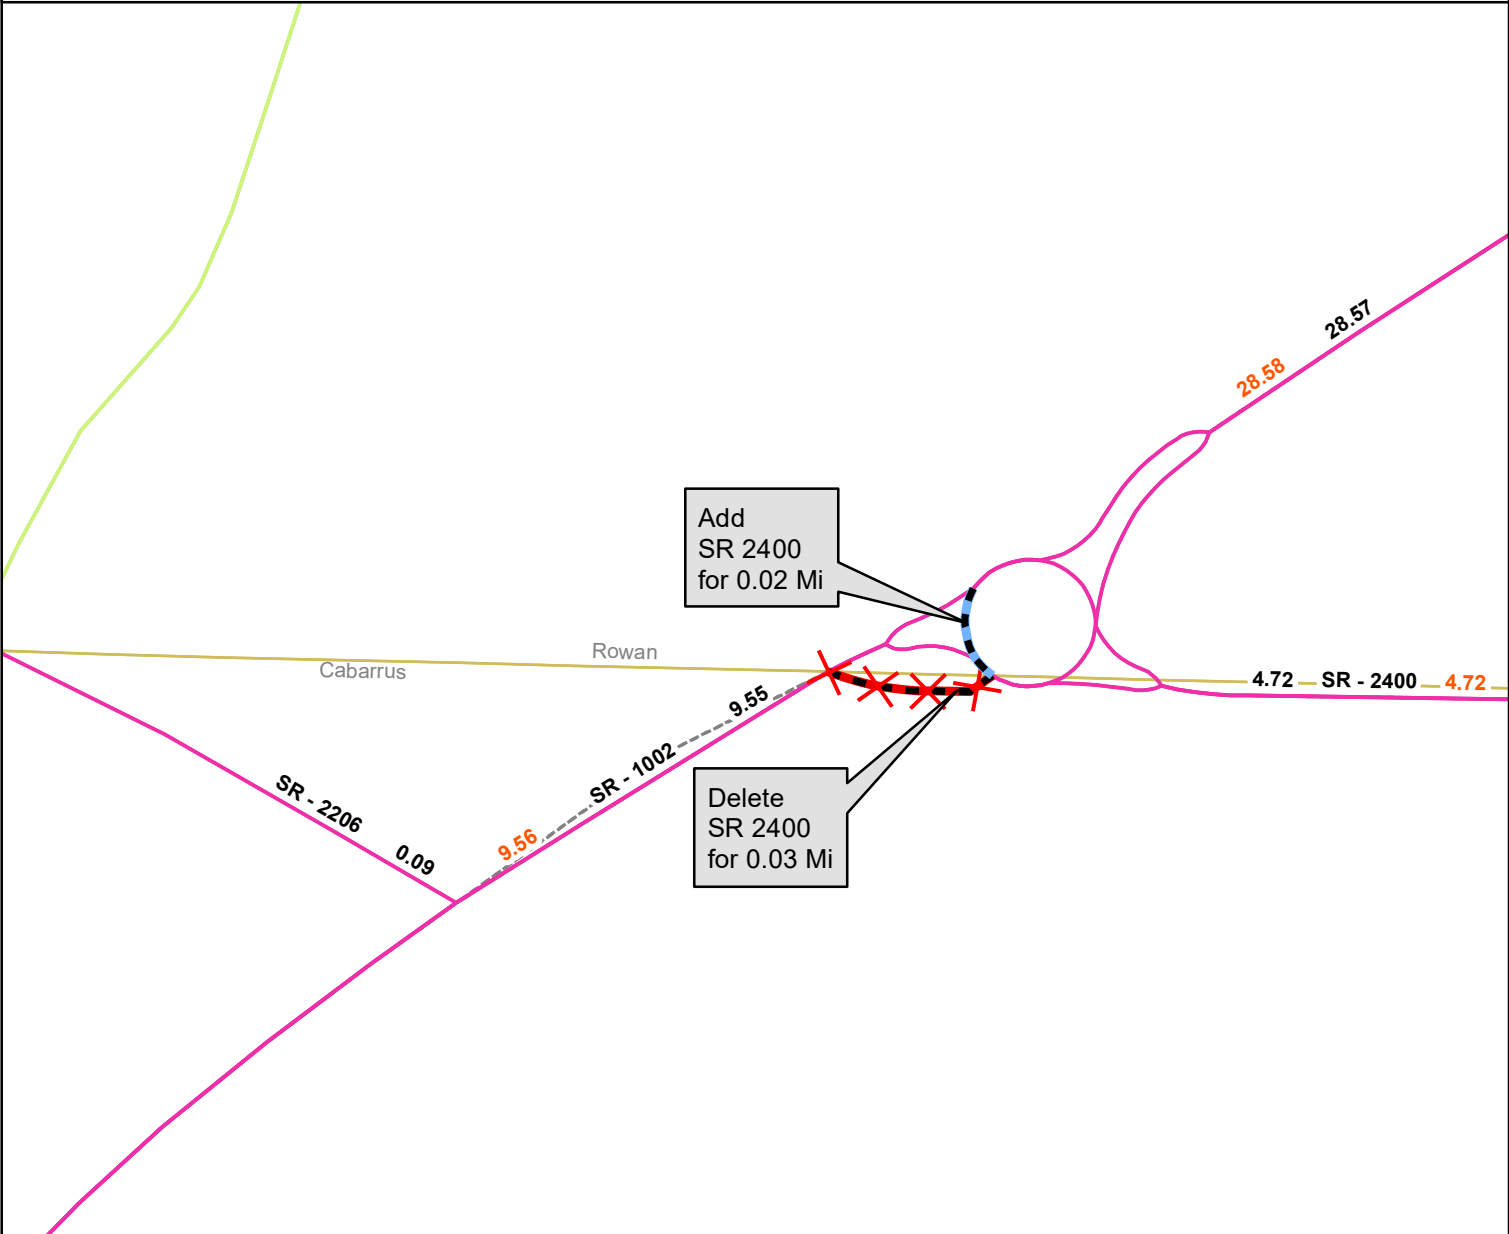 28.57
28.58
Add
SR 2400
for 0.02 Mi
Rowan
Cabarrus
4.72
SR - 2400
4.72
9.55
SR - 1002
9.56
SR - 2206
0.09
Delete
SR 2400
for 0.03 Mi